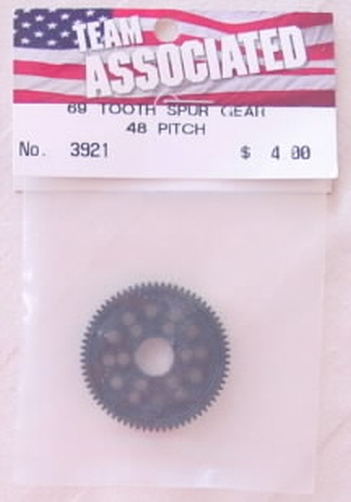 TEAM
ASSOCIATED
69 TOOTH SPUR GEAR
48 PITCH
No. 3921 $ 4.00